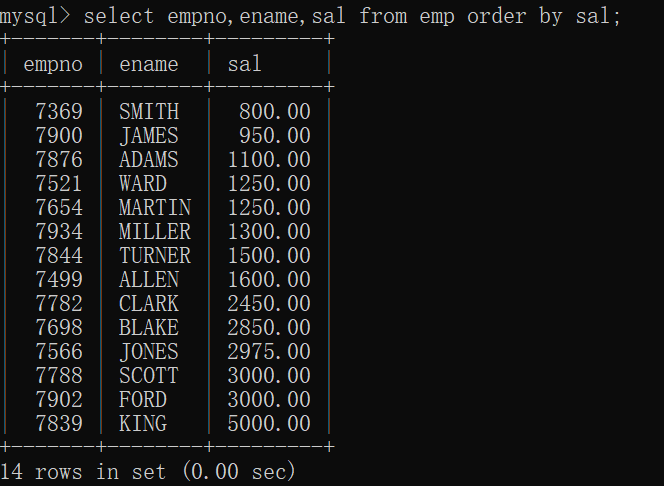 mysql> select empno,ename,sal from emp order by sal;
+-------+--------+---------+
| empno | ename  | sal     |
+-------+--------+---------+
|  7369 | SMITH  |  800.00 |
|  7900 | JAMES  |  950.00 |
|  7876 | ADAMS  | 1100.00 |
|  7521 | WARD   | 1250.00 |
|  7654 | MARTIN | 1250.00 |
|  7934 | MILLER | 1300.00 |
|  7844 | TURNER | 1500.00 |
|  7499 | ALLEN  | 1600.00 |
|  7782 | CLARK  | 2450.00 |
|  7698 | BLAKE  | 2850.00 |
|  7566 | JONES  | 2975.00 |
|  7788 | SCOTT  | 3000.00 |
|  7902 | FORD   | 3000.00 |
|  7839 | KING   | 5000.00 |
+-------+--------+---------+
14 rows in set (0.00 sec)